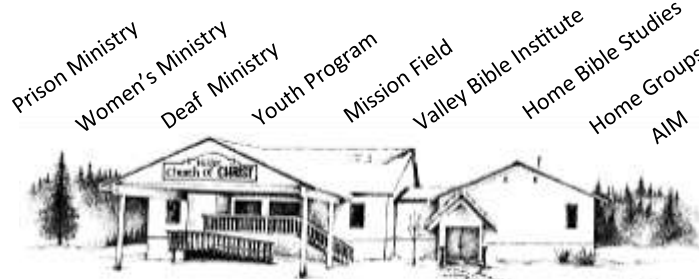 Prison Ministry
Women's Ministry
Deaf Ministry
Youth Program
Mission Field
Valley Bible Institute
Home Bible Studies
Home Groups
AIM
Church of CHRIST